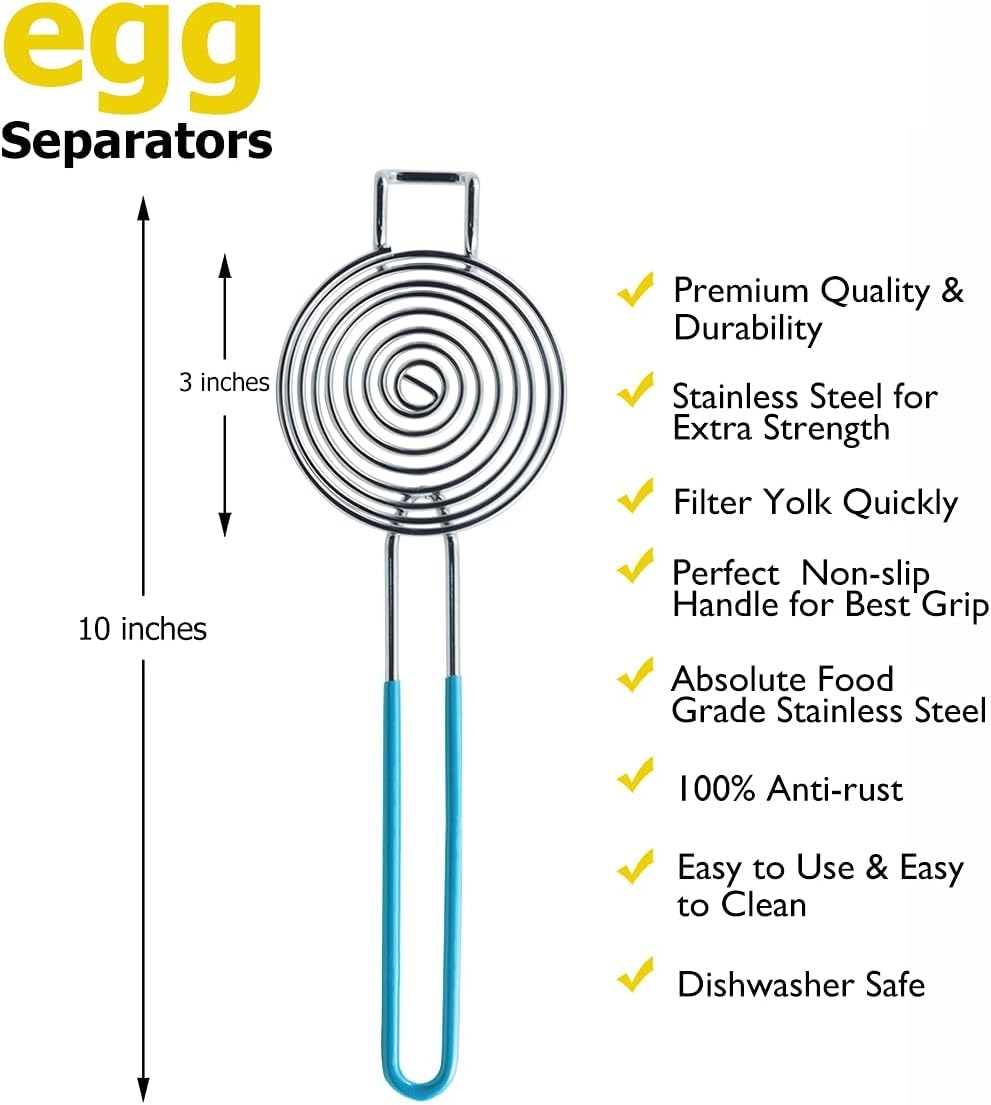 egg
Separators
3 inches
10 inches
Premium Quality &
Durability
Stainless Steel for
Extra Strength
Filter Yolk Quickly
Perfect Non-slip
Handle for Best Grip
Absolute Food
Grade Stainless Steel
100% Anti-rust
Easy to Use & Easy
to Clean
Dishwasher Safe